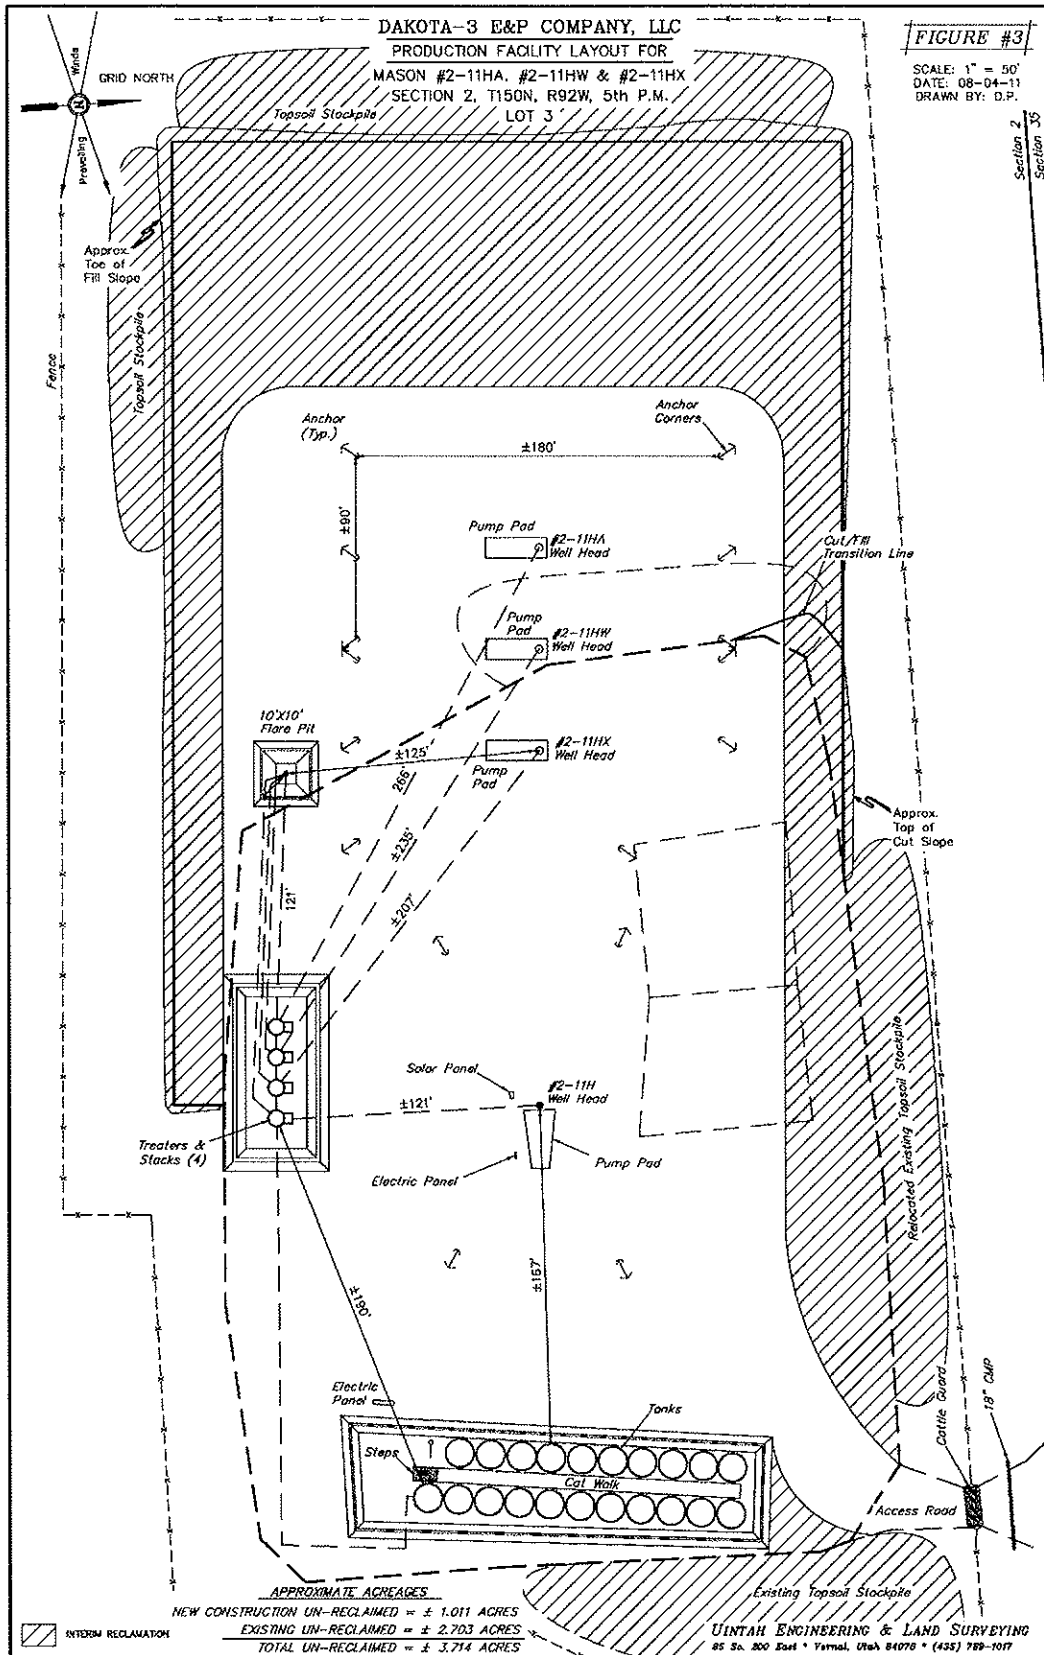 DAKOTA-3 E&P COMPANY, LLC
PRODUCTION FACILITY LAYOUT FOR
MASON #2-11HA, #2-11HW & #2-11HX
SECTION 2, T150N, R92W, 5th P.M.
LOT 3
FIGURE #3
SCALE: 1" = 50'
DATE: 08-04-11
DRAWN BY: D.P.
Section 2
Section 35
Winds
GRID NORTH
N
Prevailing
Topsoil Stockpile
Approx.
Toe of
Fill Slope
Topsoil Stockpile
Fence
Anchor
(Typ.)
Anchor
Corners
±180'
±90'
Pump Pad
#2-11HA
Well Head
Cut/Fill
Transition Line
Pump
Pad
#2-11HW
Well Head
10'X10'
Flare Pit
#2-11HX
Well Head
±125'
Pump
Pad
266'
±235'
±207'
121'
Approx.
Top of
Cut Slope
Solar Panel
#2-11H
Well Head
±121'
Treaters &
Stacks (4)
Pump Pad
Electric Panel
Relocated Existing Topsoil Stockpile
±167'
±190'
Electric
Panel
Tanks
Steps
Cat Walk
Cattle Guard
18" CMP
Access Road
APPROXIMATE ACREAGES
NEW CONSTRUCTION UN-RECLAIMED = ± 1.011 ACRES
EXISTING UN-RECLAIMED = ± 2.703 ACRES
TOTAL UN-RECLAIMED = ± 3.714 ACRES
Existing Topsoil Stockpile
INTERIM RECLAMATION
UINTAH ENGINEERING & LAND SURVEYING
85 So. 200 East * Vernal, Utah 84078 * (435) 789-1017